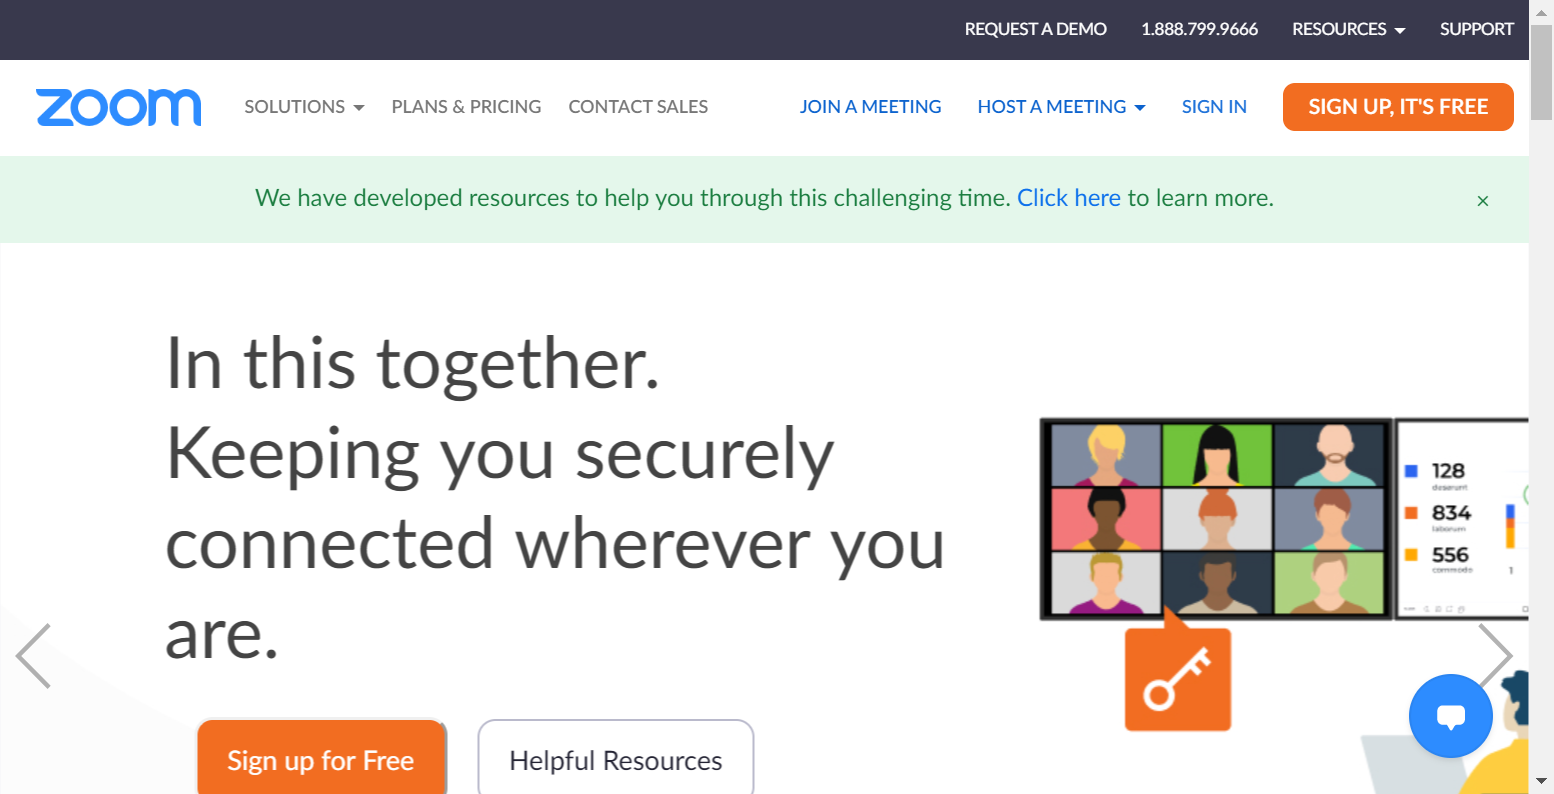 REQUEST A DEMO 1.888.799.9666 RESOURCES SUPPORT
zoom SOLUTIONS PLANS & PRICING CONTACT SALES JOIN A MEETING HOST A MEETING SIGN IN SIGN UP, IT'S FREE
We have developed resources to help you through this challenging time. Click here to learn more. ×
In this together.
Keeping you securely
connected wherever you
are.
128
deserunt
834
laborum
556
commodo
1
Sign up for Free Helpful Resources